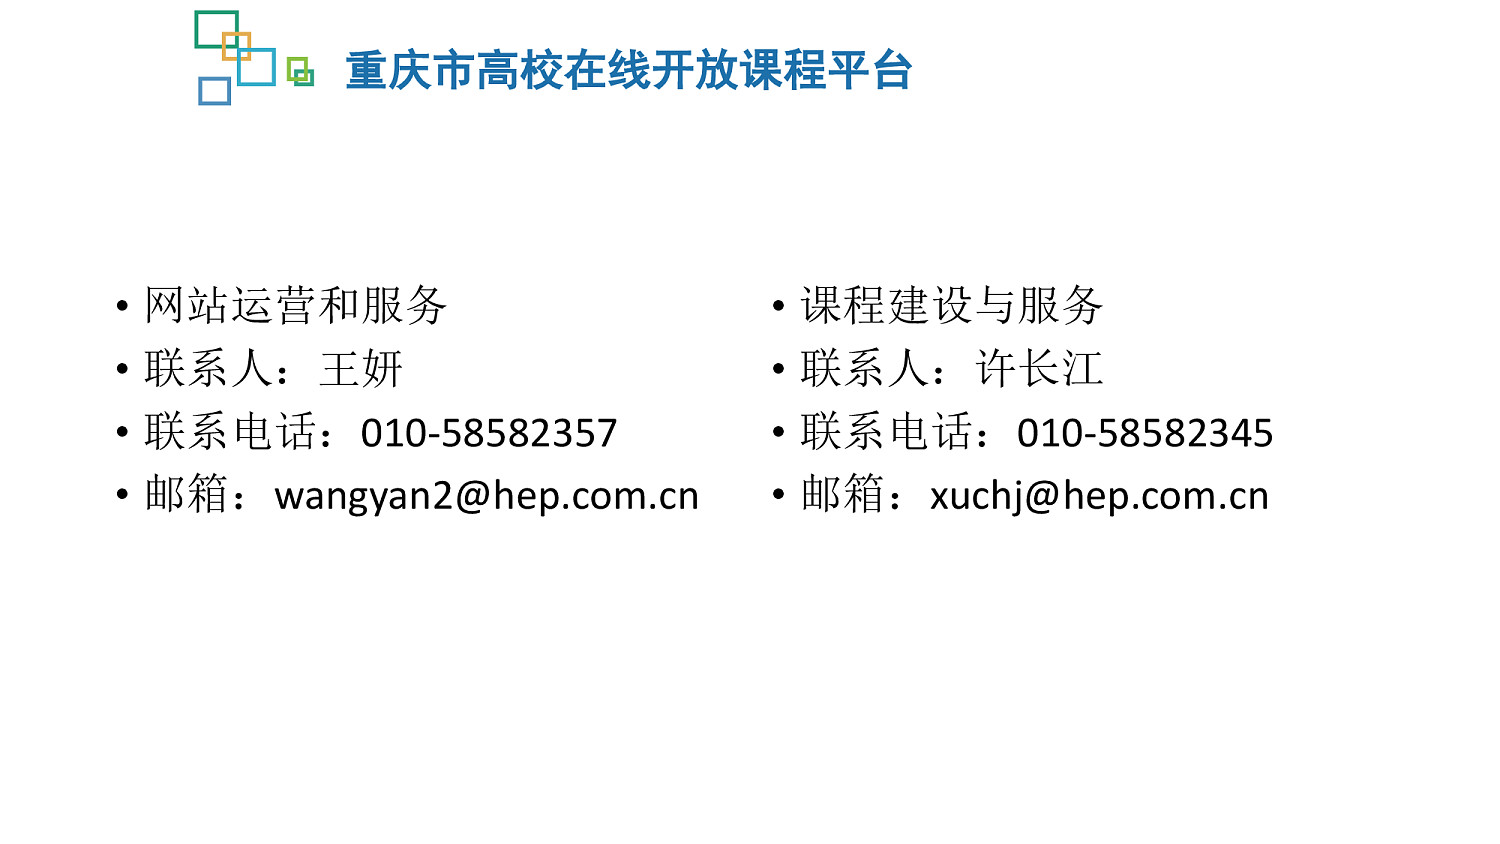 重庆市高校在线开放课程平台
• 网站运营和服务
• 联系人：王妍
• 联系电话：010-58582357
• 邮箱：wangyan2@hep.com.cn
• 课程建设与服务
• 联系人：许长江
• 联系电话：010-58582345
• 邮箱：xuchj@hep.com.cn